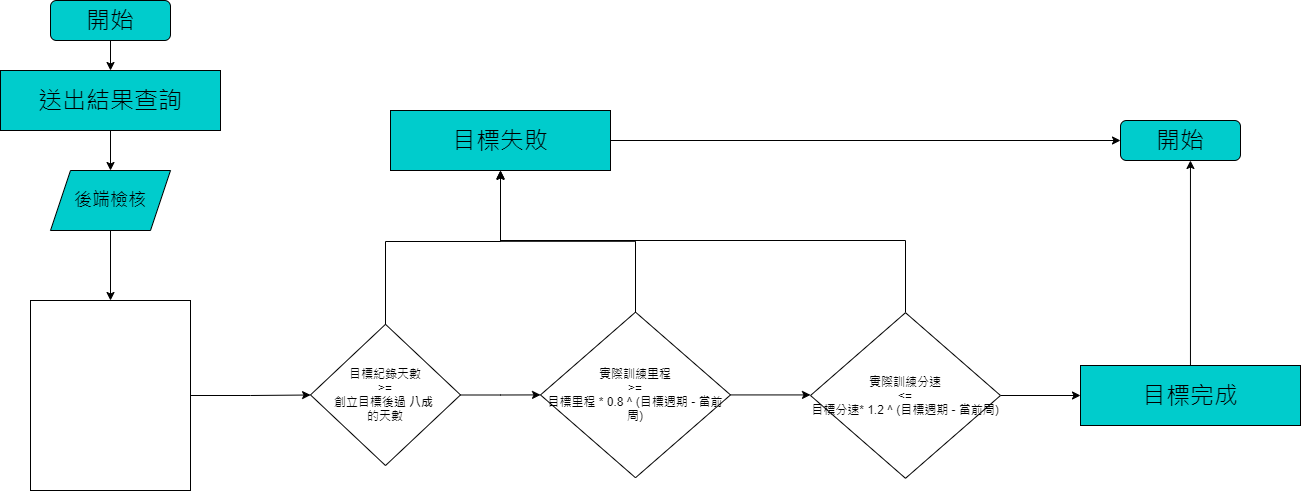 開始
送出結果查詢
後端檢核
目標失敗
開始
目標紀錄天數
>=
創立目標後過 八成
的天數
實際訓練里程
>=
目標里程 * 0.8 ^ (目標週期 - 當前
周)
實際訓練分速
<=
目標分速* 1.2 ^ (目標週期 - 當前周)
目標完成